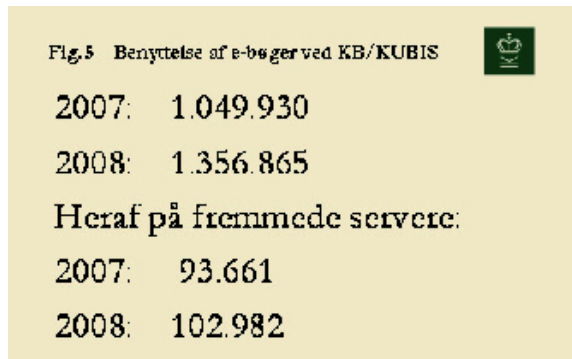 Fig.5 Benyttelse af e-bøger ved KB/KUBIS
2007: 1.049.930
2008: 1.356.865
Heraf på fremmede servere:
2007: 93.661
2008: 102.982